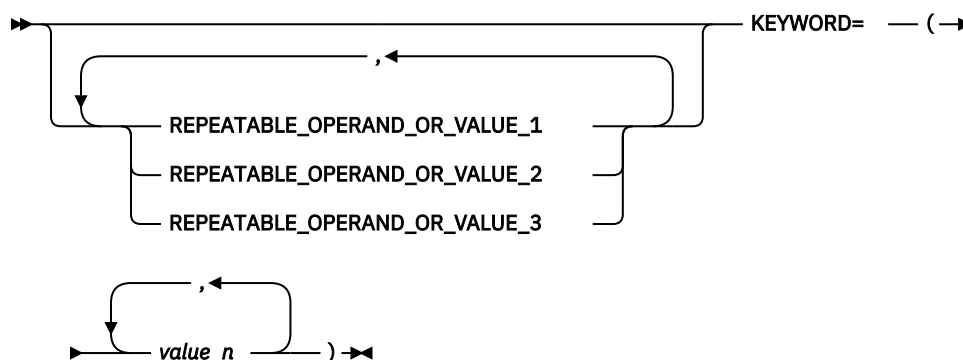 KEYWORD= (
,
REPEATABLE_OPERAND_OR_VALUE_1
REPEATABLE_OPERAND_OR_VALUE_2
REPEATABLE_OPERAND_OR_VALUE_3
,
value_n )